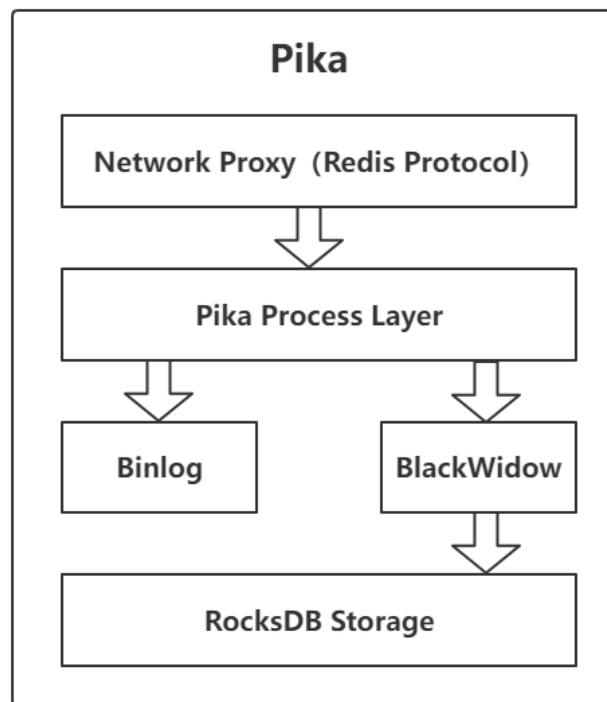 Pika
Network Proxy（Redis Protocol）
Pika Process Layer
Binlog
BlackWidow
RocksDB Storage